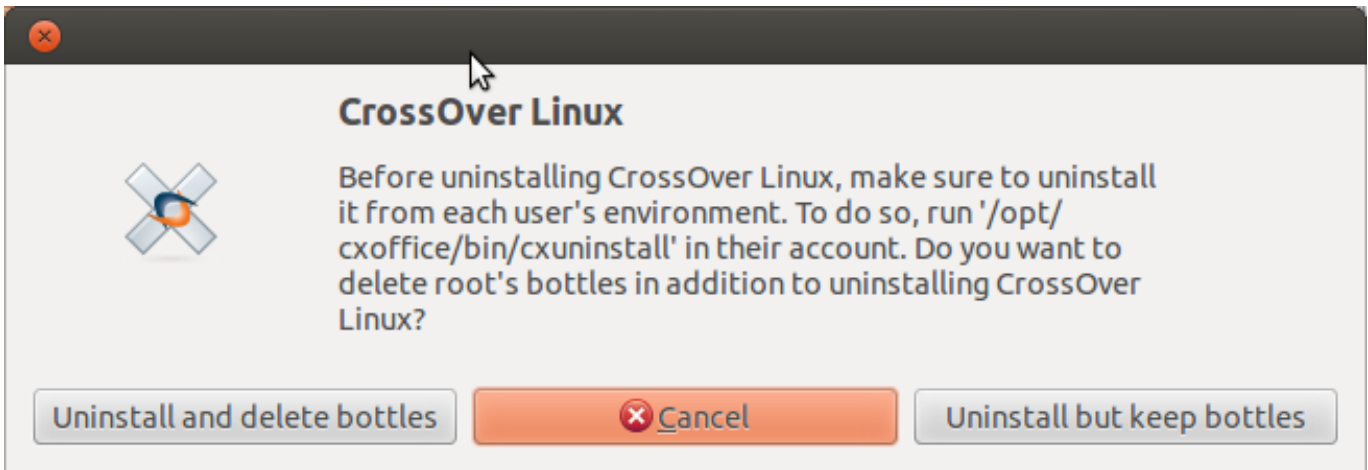 CrossOver Linux
Before uninstalling CrossOver Linux, make sure to uninstall
it from each user's environment. To do so, run '/opt/
cxoffice/bin/cxuninstall' in their account. Do you want to
delete root's bottles in addition to uninstalling CrossOver
Linux?
Uninstall and delete bottles
Cancel
Uninstall but keep bottles